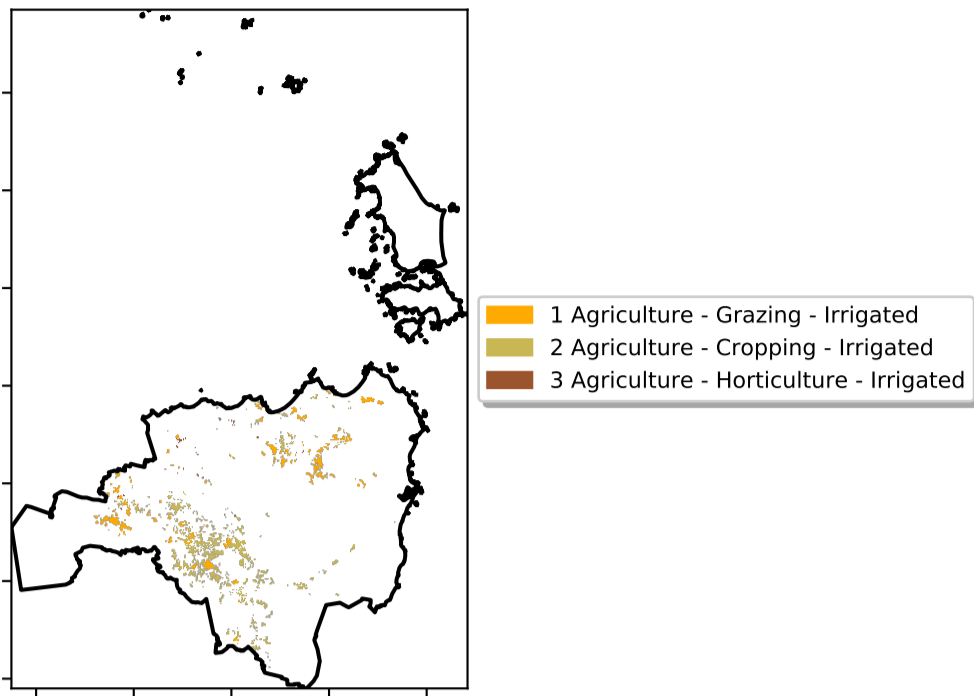 1 Agriculture - Grazing - Irrigated
2 Agriculture - Cropping - Irrigated
3 Agriculture - Horticulture - Irrigated